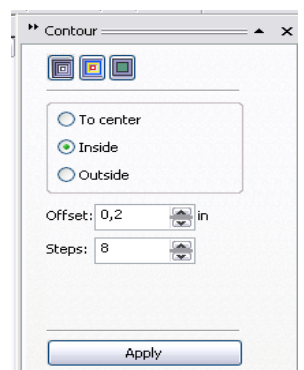 Contour
To center
Inside
Outside
Offset: 0,2 in
Steps: 8
Apply